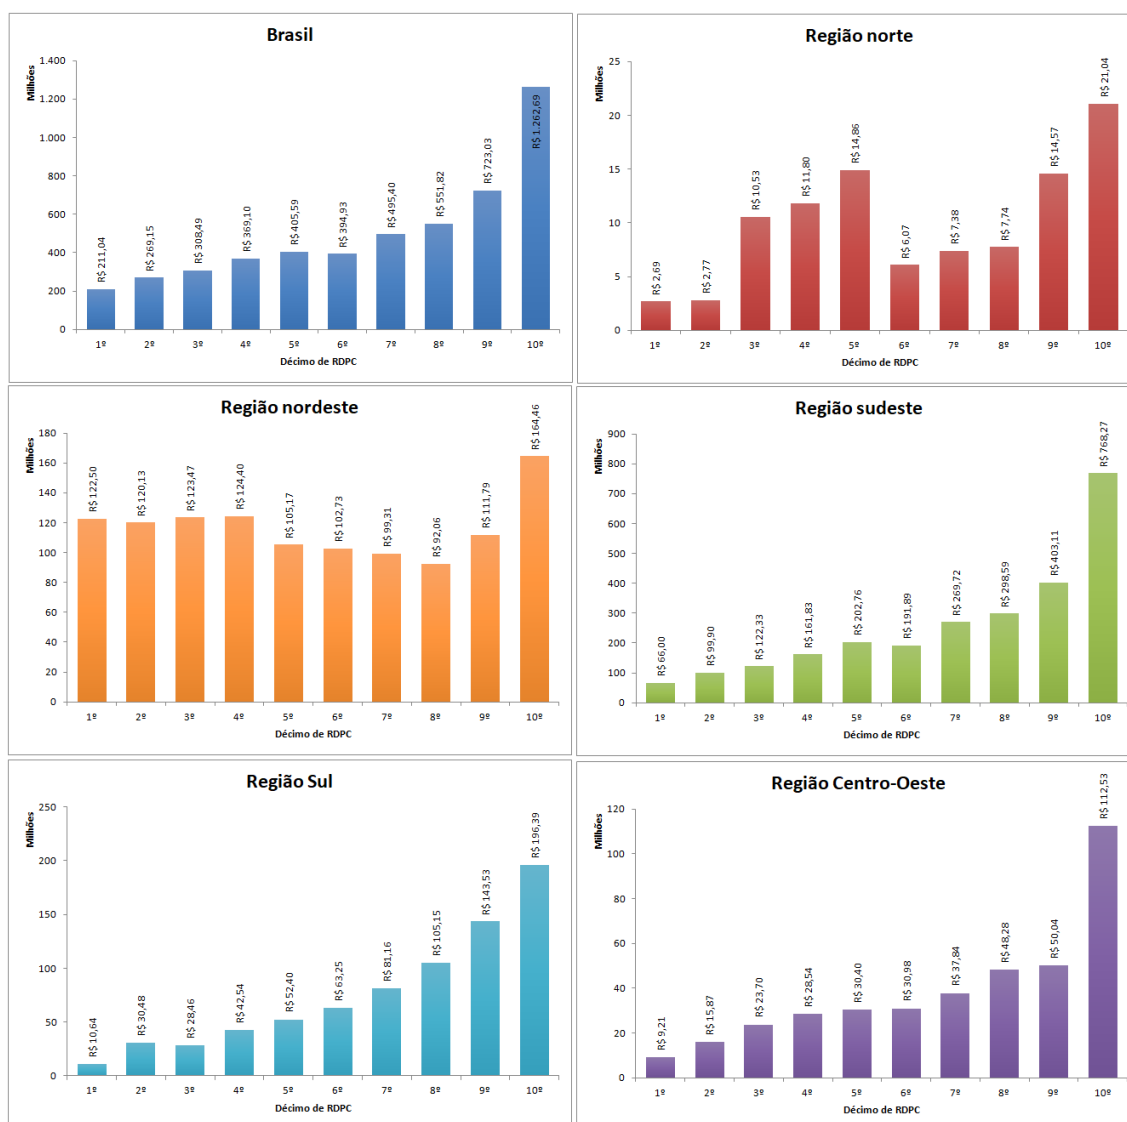 Brasil
Milhões
1.400
1.200
1.000
800
600
400
200
0
R$ 211,04
R$ 269,15
R$ 308,49
R$ 369,10
R$ 405,59
R$ 394,93
R$ 495,40
R$ 551,82
R$ 723,03
R$ 1.262,69
1º 2º 3º 4º 5º 6º 7º 8º 9º 10º
Décimo de RDPC
Região norte
Milhões
25
20
15
10
5
0
R$ 2,69
R$ 2,77
R$ 10,53
R$ 11,80
R$ 14,86
R$ 6,07
R$ 7,38
R$ 7,74
R$ 14,57
R$ 21,04
1º 2º 3º 4º 5º 6º 7º 8º 9º 10º
Décimo de RDPC
Região nordeste
Milhões
180
160
140
120
100
80
60
40
20
0
R$ 122,50
R$ 120,13
R$ 123,47
R$ 124,40
R$ 105,17
R$ 102,73
R$ 99,31
R$ 92,06
R$ 111,79
R$ 164,46
1º 2º 3º 4º 5º 6º 7º 8º 9º 10º
Décimo de RDPC
Região sudeste
Milhões
900
800
700
600
500
400
300
200
100
0
R$ 66,00
R$ 99,90
R$ 122,33
R$ 161,83
R$ 202,76
R$ 191,89
R$ 269,72
R$ 298,59
R$ 403,11
R$ 768,27
1º 2º 3º 4º 5º 6º 7º 8º 9º 10º
Décimo de RDPC
Região Sul
Milhões
250
200
150
100
50
0
R$ 10,64
R$ 30,48
R$ 28,46
R$ 42,54
R$ 52,40
R$ 63,25
R$ 81,16
R$ 105,15
R$ 143,53
R$ 196,39
1º 2º 3º 4º 5º 6º 7º 8º 9º 10º
Décimo de RDPC
Região Centro-Oeste
Milhões
120
100
80
60
40
20
0
R$ 9,21
R$ 15,87
R$ 23,70
R$ 28,54
R$ 30,40
R$ 30,98
R$ 37,84
R$ 48,28
R$ 50,04
R$ 112,53
1º 2º 3º 4º 5º 6º 7º 8º 9º 10º
Décimo de RDPC